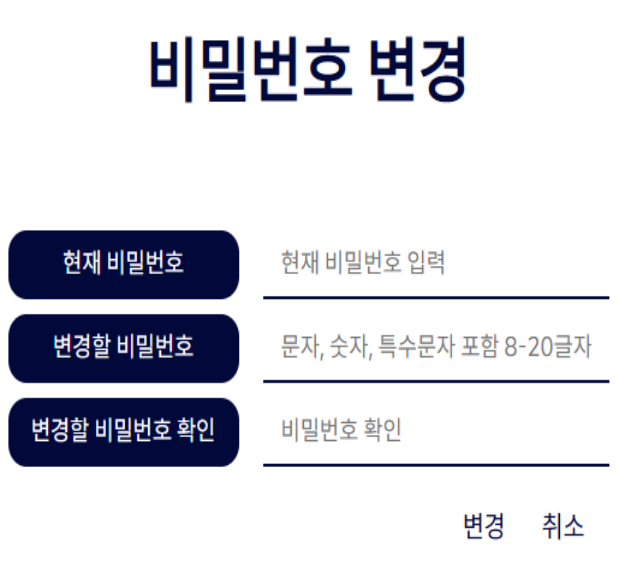 비밀번호 변경
현재 비밀번호 현재 비밀번호 입력
변경할 비밀번호 문자, 숫자, 특수문자 포함 8-20글자
변경할 비밀번호 확인 비밀번호 확인
변경 취소